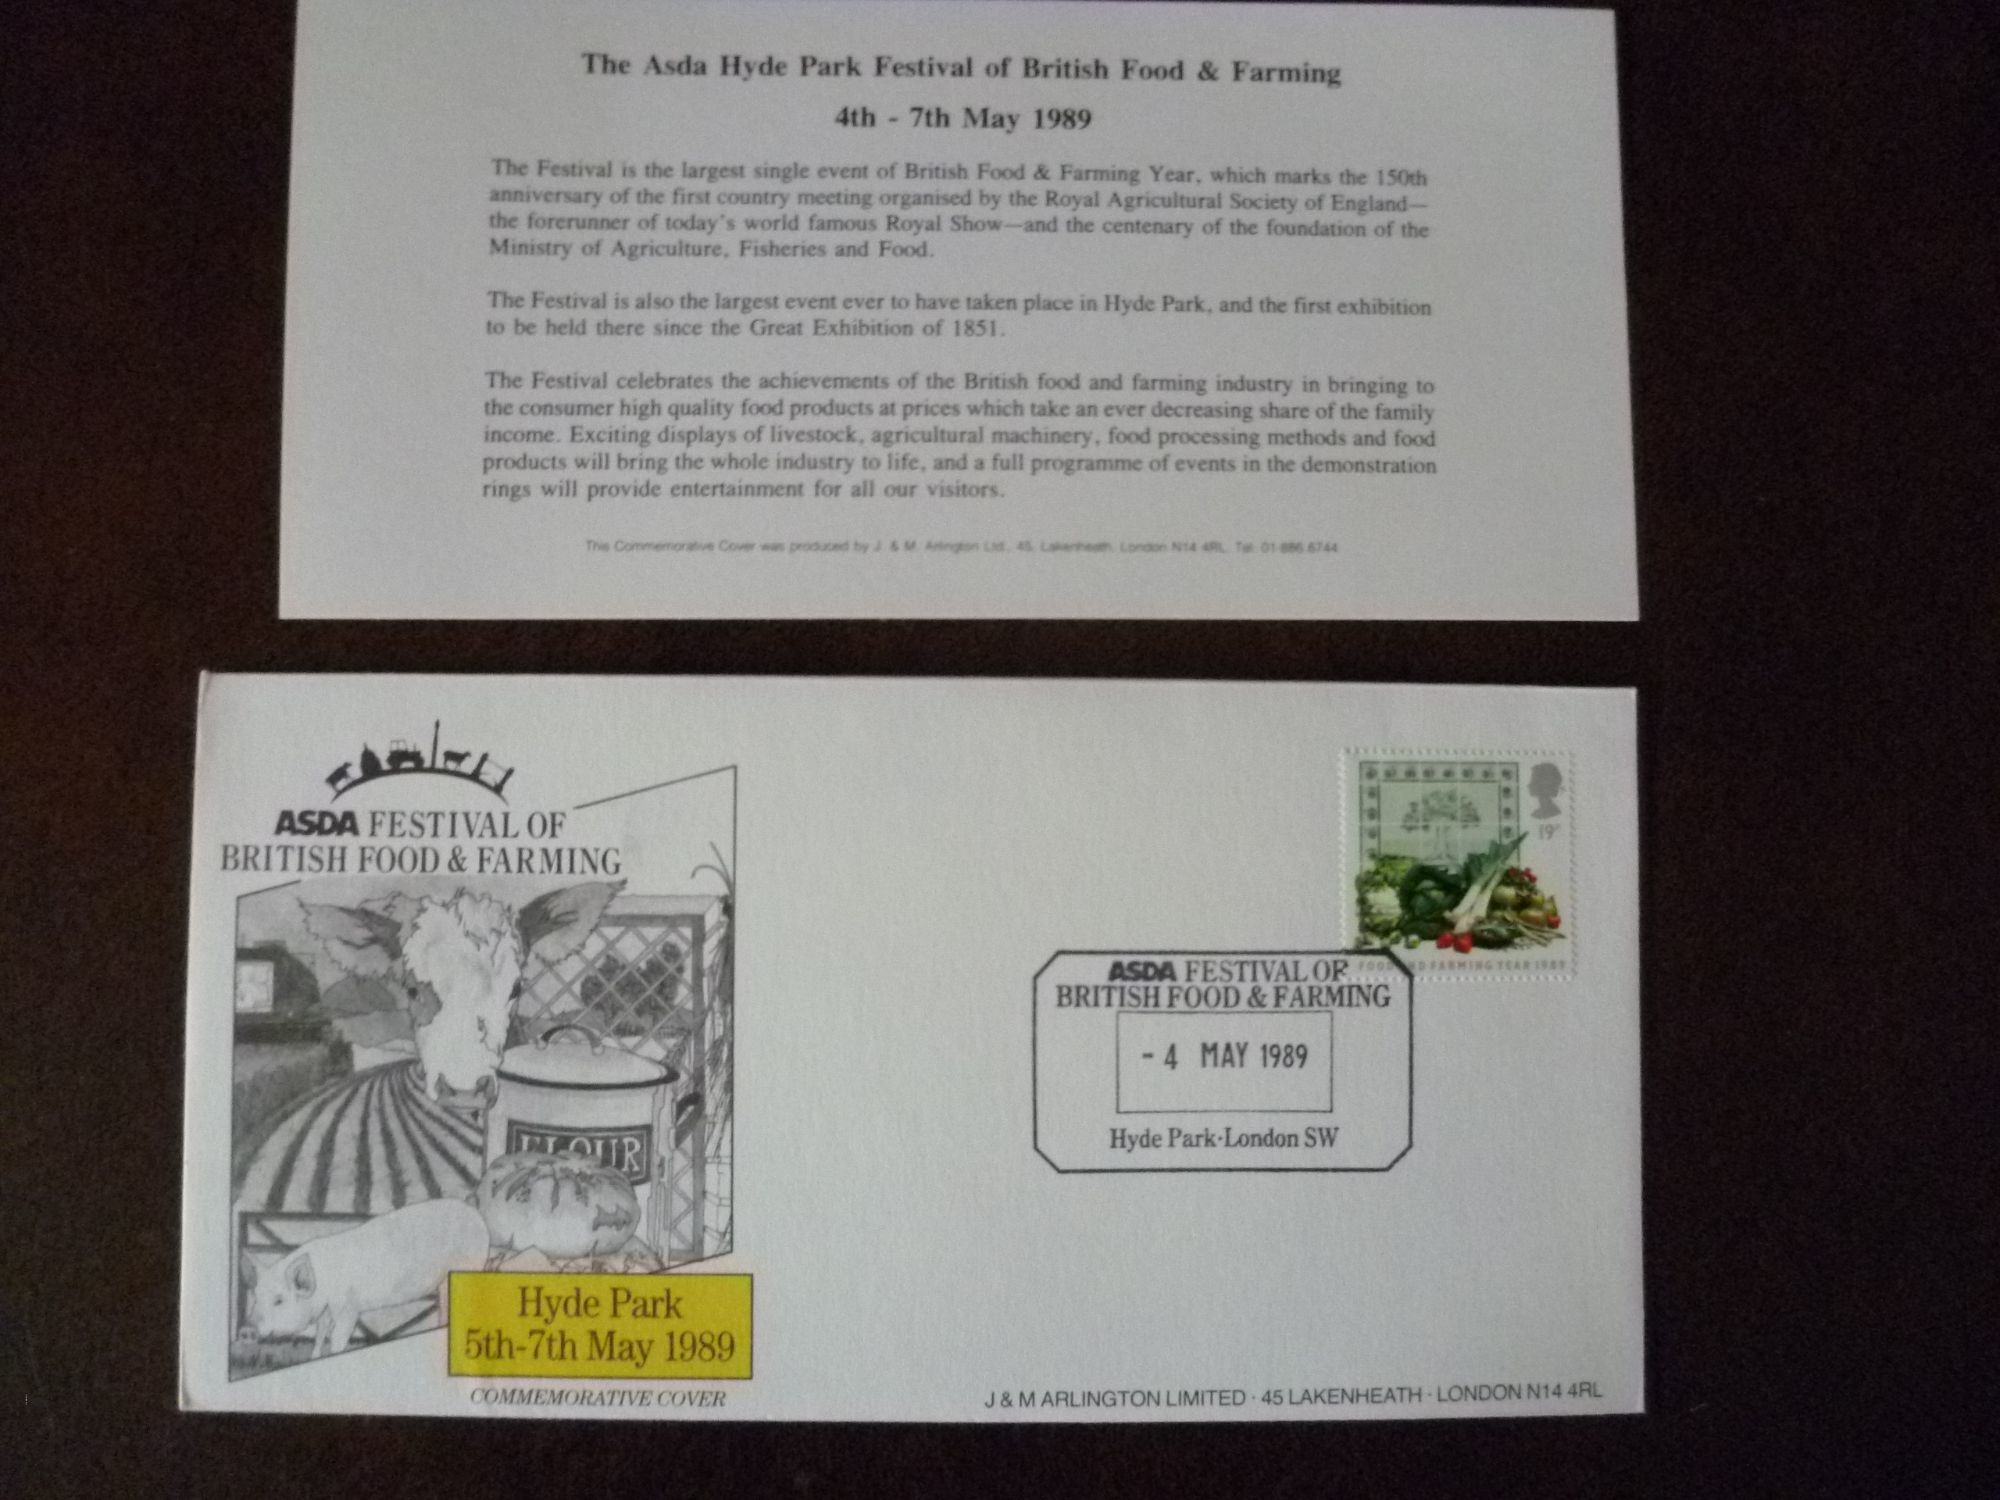 The Asda Hyde Park Festival of British Food & Farming
4th - 7th May 1989
The Festival is the largest single event of British Food & Farming Year, which marks the 150th
anniversary of the first country meeting organised by the Royal Agricultural Society of England—
the forerunner of today's world famous Royal Show—and the centenary of the foundation of the
Ministry of Agriculture, Fisheries and Food.
The Festival is also the largest event ever to have taken place in Hyde Park, and the first exhibition
to be held there since the Great Exhibition of 1851.
The Festival celebrates the achievements of the British food and farming industry in bringing to
the consumer high quality food products at prices which take an ever decreasing share of the family
income. Exciting displays of livestock, agricultural machinery, food processing methods and food
products will bring the whole industry to life, and a full programme of events in the demonstration
rings will provide entertainment for all our visitors.
This Commemorative Cover was produced by J. & M. Arlington Ltd., 45, Lakenheath, London N14 4RL. Tel: 01-886 6744
ASDA FESTIVAL OF
BRITISH FOOD & FARMING
FLOUR
Hyde Park
5th-7th May 1989
COMMEMORATIVE COVER
19P
FOOD AND FARMING YEAR 1989
ASDA FESTIVAL OF
BRITISH FOOD & FARMING
- 4 MAY 1989
Hyde Park·London SW
J & M ARLINGTON LIMITED · 45 LAKENHEATH · LONDON N14 4RL